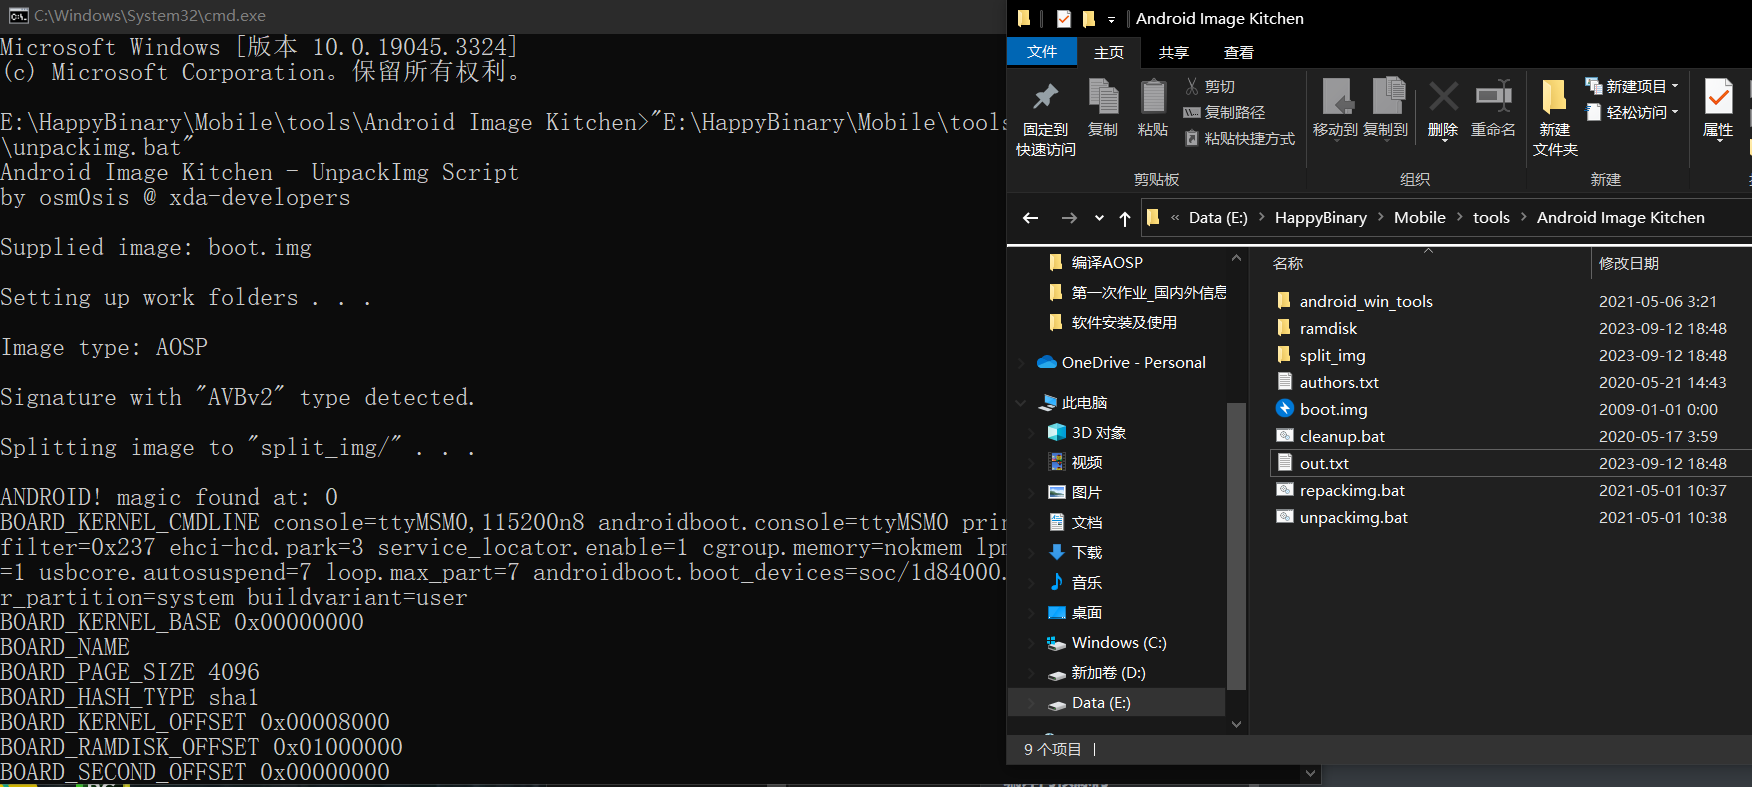 C:\Windows\System32\cmd.exe
Microsoft Windows [版本 10.0.19045.3324]
(c) Microsoft Corporation。保留所有权利。
E:\HappyBinary\Mobile\tools\Android Image Kitchen>"E:\HappyBinary\Mobile\tools
\unpackimg.bat"
Android Image Kitchen - UnpackImg Script
by osm0sis @ xda-developers
Supplied image: boot.img
Setting up work folders . . .
Image type: AOSP
Signature with "AVBv2" type detected.
Splitting image to "split_img/" . . .
ANDROID! magic found at: 0
BOARD_KERNEL_CMDLINE console=ttyMSM0,115200n8 androidboot.console=ttyMSM0
filter=0x237 ehci-hcd.park=3 service_locator.enable=1 cgroup.memory=nokmem
=1 usbcore.autosuspend=7 loop.max_part=7 androidboot.boot_devices=soc/1d84000.
r_partition=system buildvariant=user
BOARD_KERNEL_BASE 0x00000000
BOARD_NAME
BOARD_PAGE_SIZE 4096
BOARD_HASH_TYPE sha1
BOARD_KERNEL_OFFSET 0x00008000
BOARD_RAMDISK_OFFSET 0x01000000
BOARD_SECOND_OFFSET 0x00000000
Android Image Kitchen
文件 主页 共享 查看
固定到
快速访问
复制
粘贴
剪切
复制路径
粘贴快捷方式
剪贴板
移动到 复制到 删除 重命名
组织
新建
文件夹
新建项目
轻松访问
新建
属性
« Data (E:) > HappyBinary > Mobile > tools > Android Image Kitchen
编译AOSP
第一次作业_国内外信息
软件安装及使用
OneDrive - Personal
此电脑
3D 对象
视频
图片
文档
下载
音乐
桌面
Windows (C:)
新加卷 (D:)
Data (E:)
名称 修改日期
android_win_tools 2021-05-06 3:21
ramdisk 2023-09-12 18:48
split_img 2023-09-12 18:48
authors.txt 2020-05-21 14:43
boot.img 2009-01-01 0:00
cleanup.bat 2020-05-17 3:59
out.txt 2023-09-12 18:48
repackimg.bat 2021-05-01 10:37
unpackimg.bat 2021-05-01 10:38
9 个项目